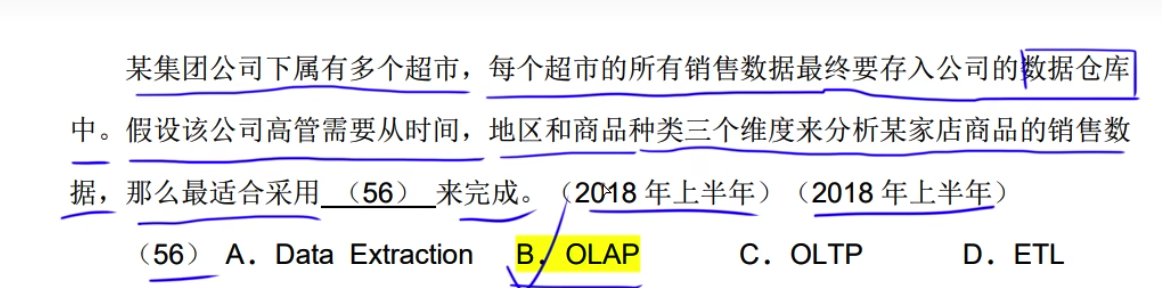 某集团公司下属有多个超市，每个超市的所有销售数据最终要存入公司的数据仓库
中。假设该公司高管需要从时间，地区和商品种类三个维度来分析某家店商品的销售数
据，那么最适合采用（56）来完成。（2018 年上半年）（2018 年上半年）
（56） A．Data Extraction B．OLAP C．OLTP D．ETL